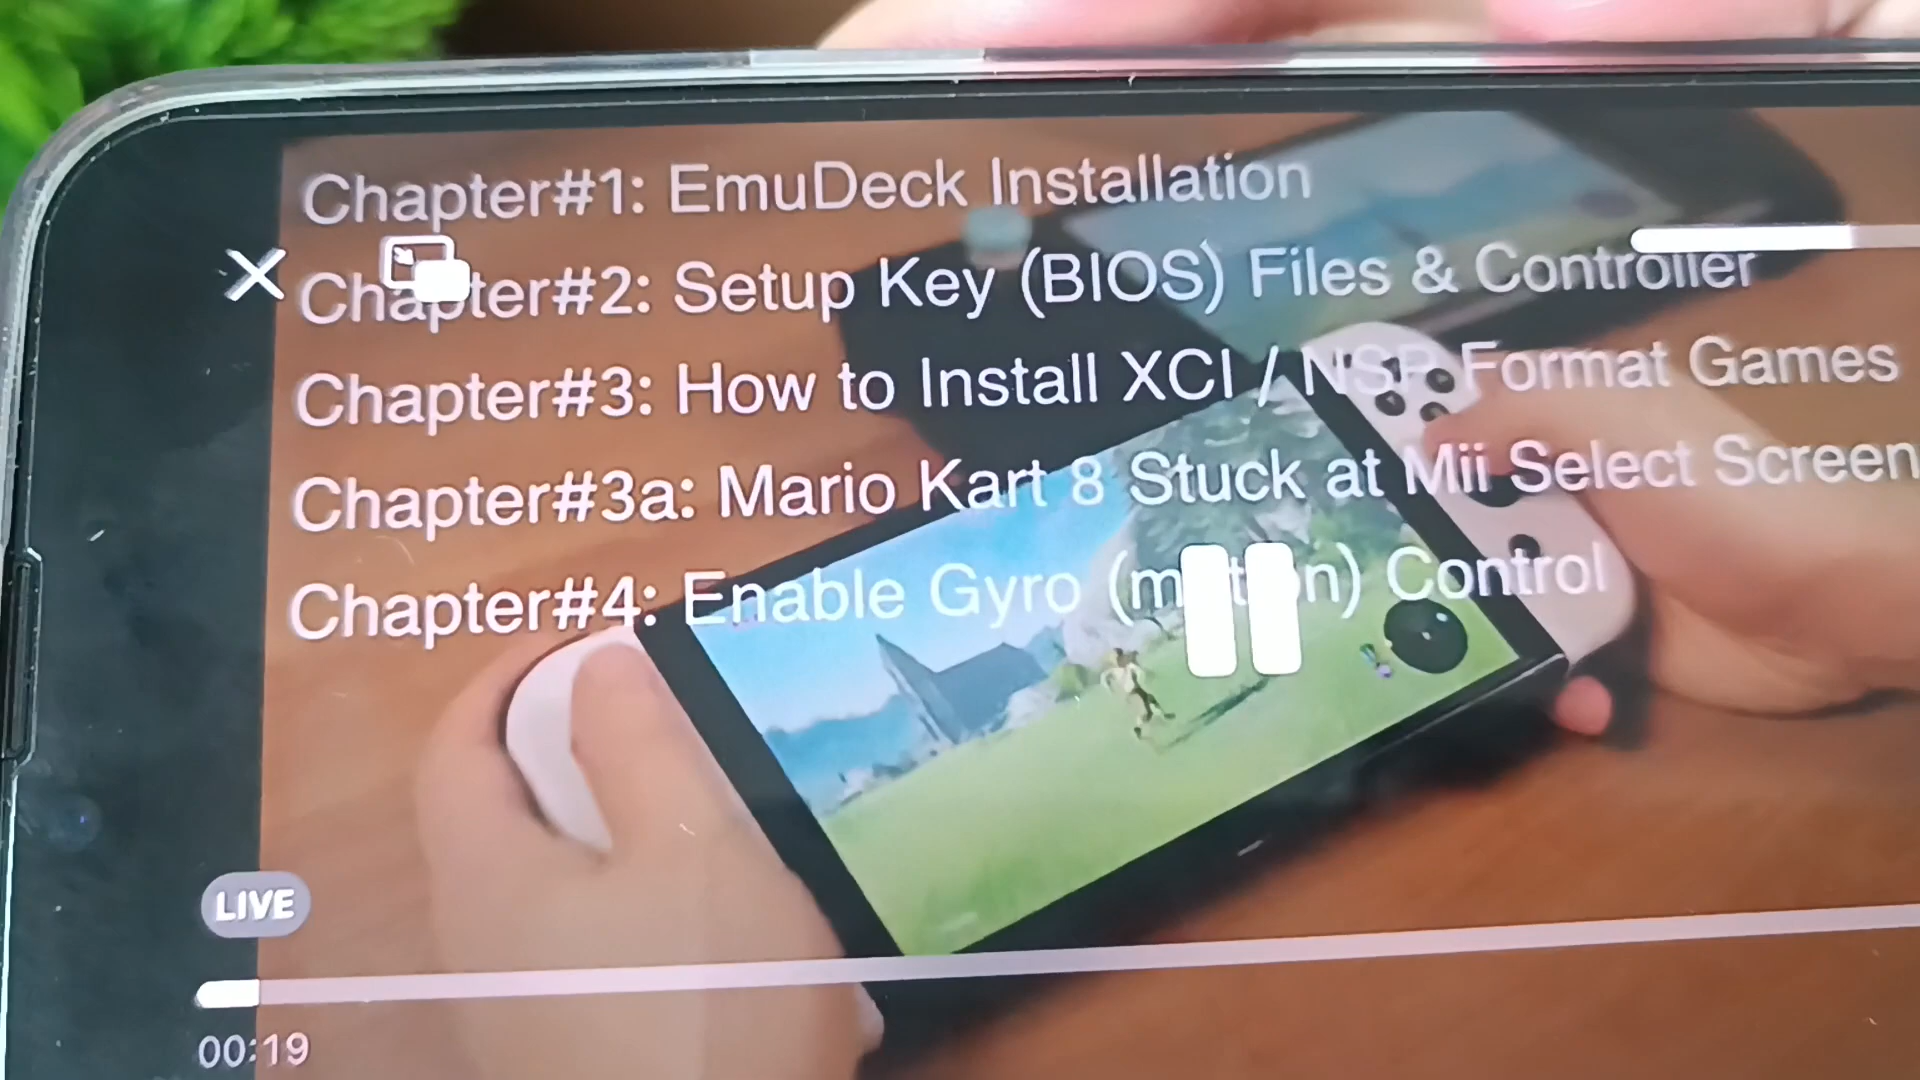 Chapter#1: EmuDeck Installation
Chapter#2: Setup Key (BIOS) Files & Controller
Chapter#3: How to Install XCI / NSP Format Games
Chapter#3a: Mario Kart 8 Stuck at Mii Select Screen
Chapter#4: Enable Gyro (motion) Control
LIVE
00:19